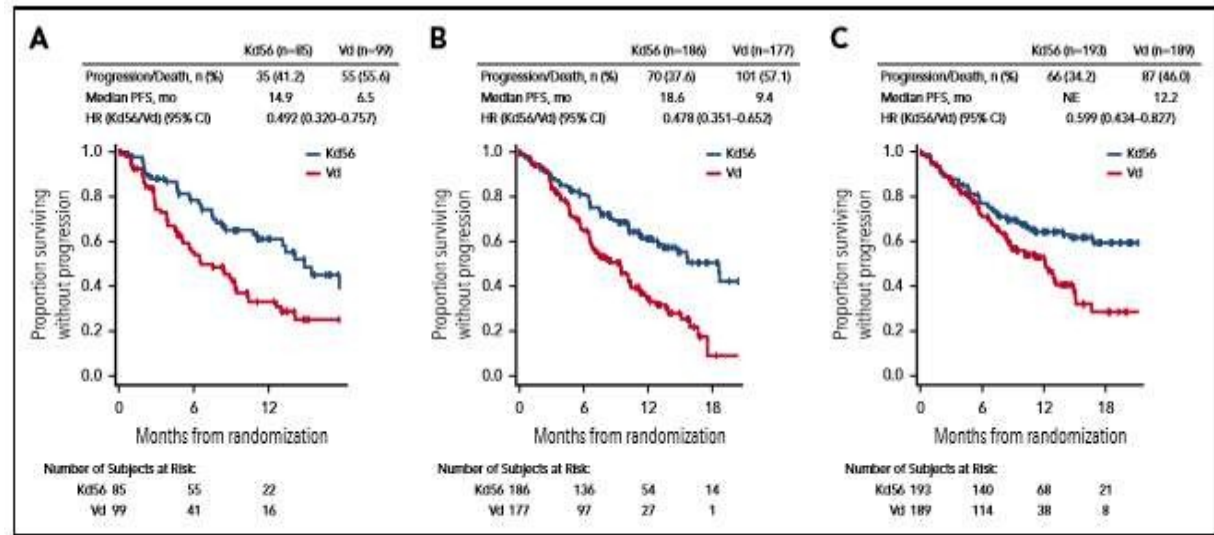 A
Kd56 (n=85) Vd (n=99)
Progression/Death, n (%) 35 (41.2) 55 (55.6)
Median PFS, mo 14.9 6.5
HR (Kd56/Vd) (95% CI) 0.492 (0.320–0.757)
1.0
0.8
0.6
0.4
0.2
0.0
Proportion surviving
without progression
Kd56
Vd
0 6 12
Months from randomization
Number of Subjects at Risk:
Kd56 85 55 22
Vd 99 41 16
B
Kd56 (n=186) Vd (n=177)
Progression/Death, n (%) 70 (37.6) 101 (57.1)
Median PFS, mo 18.6 9.4
HR (Kd56/Vd) (95% CI) 0.478 (0.351–0.652)
1.0
0.8
0.6
0.4
0.2
0.0
Proportion surviving
without progression
Kd56
Vd
0 6 12 18
Months from randomization
Number of Subjects at Risk:
Kd56 186 136 54 14
Vd 177 97 27 1
C
Kd56 (n=193) Vd (n=189)
Progression/Death, n (%) 66 (34.2) 87 (46.0)
Median PFS, mo NE 12.2
HR (Kd56/Vd) (95% CI) 0.599 (0.434–0.827)
1.0
0.8
0.6
0.4
0.2
0.0
Proportion surviving
without progression
Kd56
Vd
0 6 12 18
Months from randomization
Number of Subjects at Risk:
Kd56 193 140 68 21
Vd 189 114 38 8